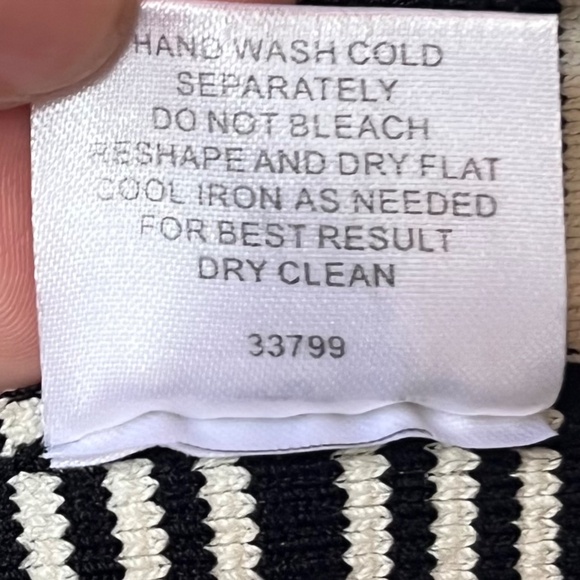 HAND WASH COLD
SEPARATELY
DO NOT BLEACH
RESHAPE AND DRY FLAT
COOL IRON AS NEEDED
FOR BEST RESULT
DRY CLEAN
33799